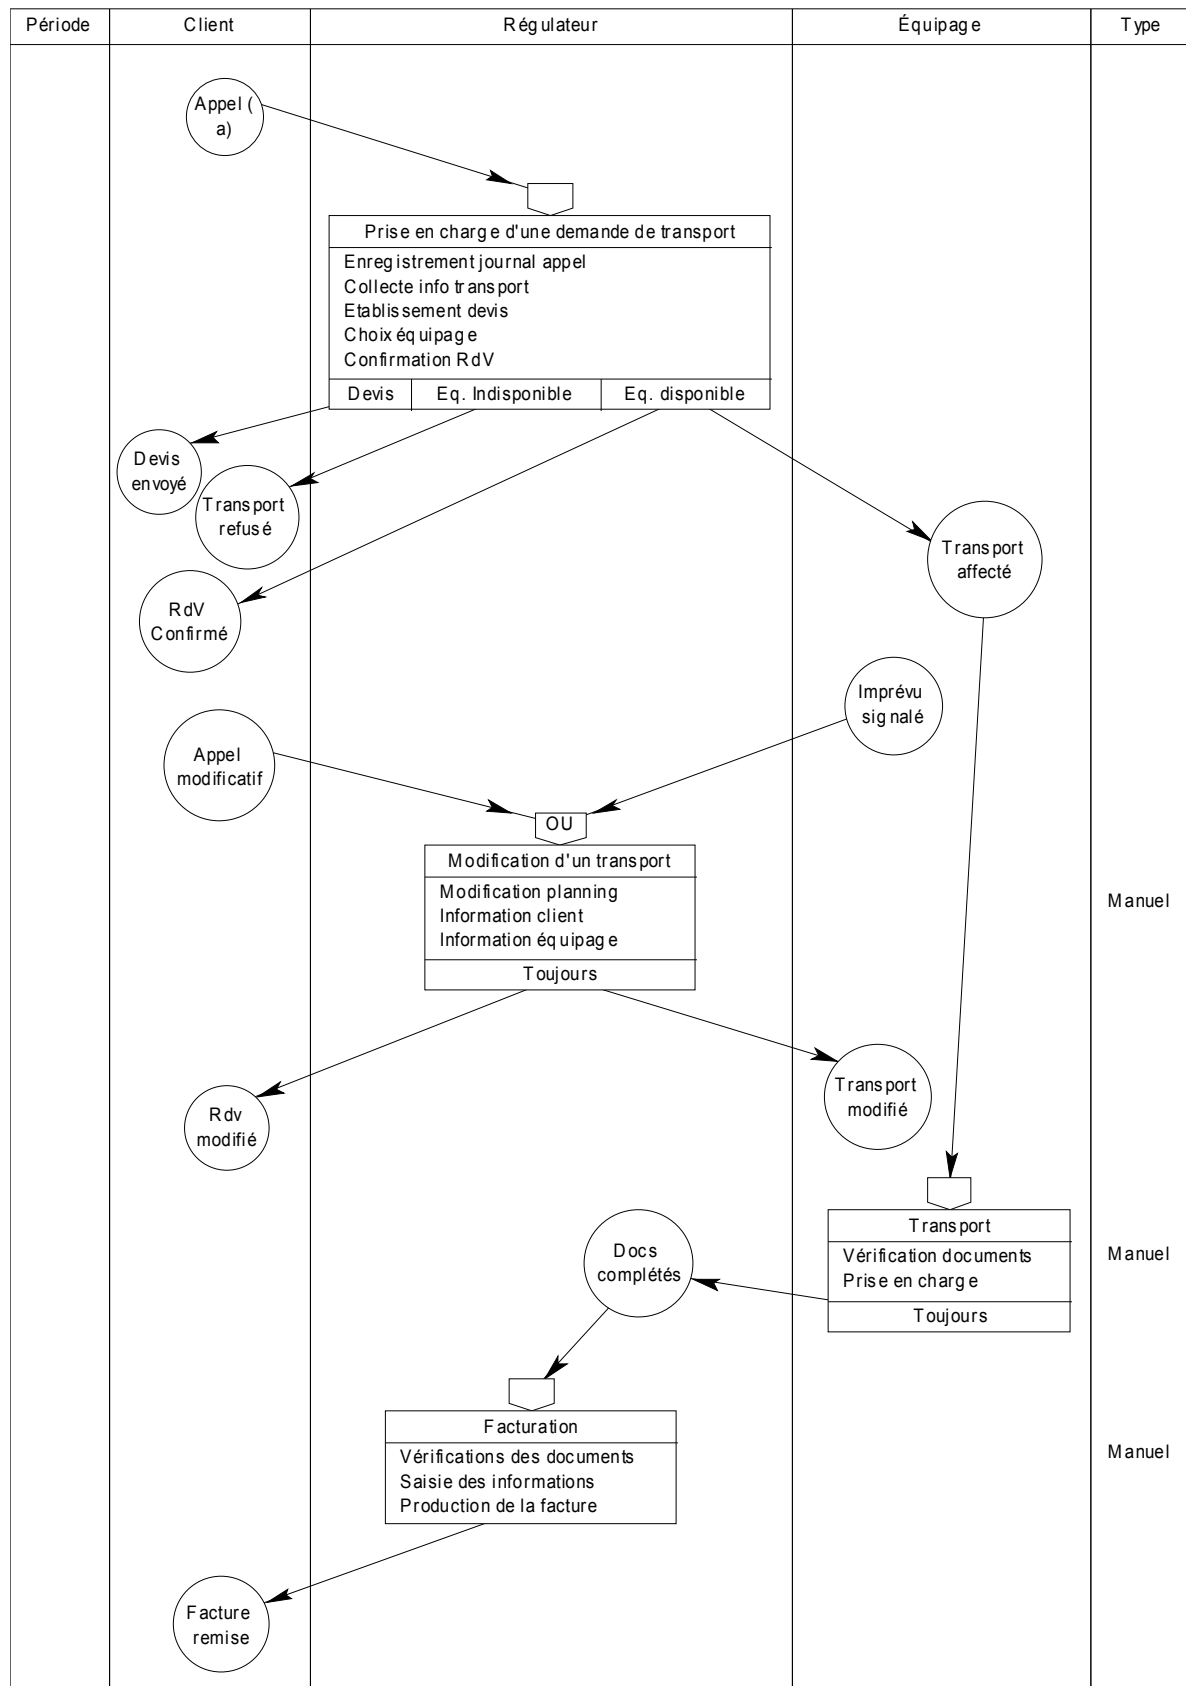 Période
Client
Régulateur
Équipage
Type
Appel (
a)
Prise en charge d'une demande de transport
Enregistrement journal appel
Collecte info transport
Etablissement devis
Choix équipage
Confirmation RdV
Devis
Eq. Indisponible
Eq. disponible
Devis
envoyé
Transport
refusé
Transport
affecté
RdV
Confirmé
Imprévu
signalé
Appel
modificatif
OU
Modification d'un transport
Modification planning
Information client
Information équipage
Toujours
Manuel
Rdv
modifié
Transport
modifié
Transport
Vérification documents
Prise en charge
Toujours
Manuel
Docs
complétés
Facturation
Vérifications des documents
Saisie des informations
Production de la facture
Manuel
Facture
remise